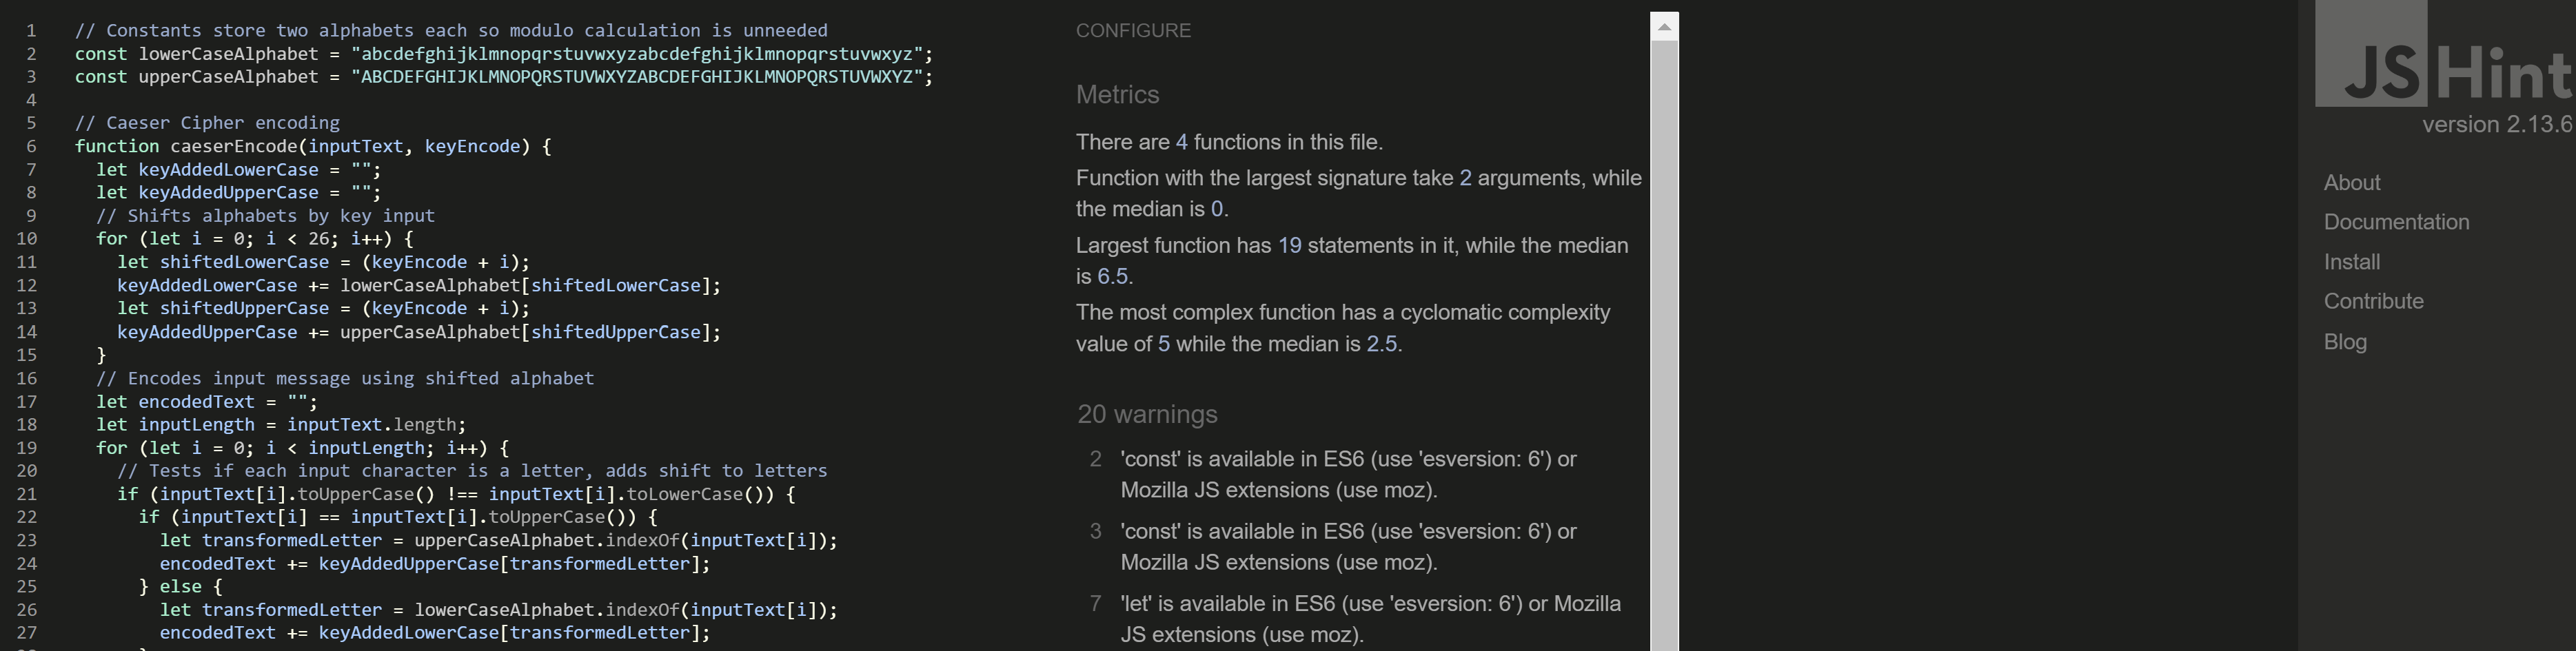 1 // Constants store two alphabets each so modulo calculation is unneeded
2 const lowerCaseAlphabet = "abcdefghijklmnopqrstuvwxyzabcdefghijklmnopqrstuvwxyz";
3 const upperCaseAlphabet = "ABCDEFGHIJKLMNOPQRSTUVWXYZABCDEFGHIJKLMNOPQRSTUVWXYZ";
4
5 // Caeser Cipher encoding
6 function caeserEncode(inputText, keyEncode) {
7 let keyAddedLowerCase = "";
8 let keyAddedUpperCase = "";
9 // Shifts alphabets by key input
10 for (let i = 0; i < 26; i++) {
11 let shiftedLowerCase = (keyEncode + i);
12 keyAddedLowerCase += lowerCaseAlphabet[shiftedLowerCase];
13 let shiftedUpperCase = (keyEncode + i);
14 keyAddedUpperCase += upperCaseAlphabet[shiftedUpperCase];
15 }
16 // Encodes input message using shifted alphabet
17 let encodedText = "";
18 let inputLength = inputText.length;
19 for (let i = 0; i < inputLength; i++) {
20 // Tests if each input character is a letter, adds shift to letters
21 if (inputText[i].toUpperCase() !== inputText[i].toLowerCase()) {
22 if (inputText[i] == inputText[i].toUpperCase()) {
23 let transformedLetter = upperCaseAlphabet.indexOf(inputText[i]);
24 encodedText += keyAddedUpperCase[transformedLetter];
25 } else {
26 let transformedLetter = lowerCaseAlphabet.indexOf(inputText[i]);
27 encodedText += keyAddedLowerCase[transformedLetter];
CONFIGURE
Metrics
There are 4 functions in this file.
Function with the largest signature take 2 arguments, while
the median is 0.
Largest function has 19 statements in it, while the median
is 6.5.
The most complex function has a cyclomatic complexity
value of 5 while the median is 2.5.
20 warnings
2 'const' is available in ES6 (use 'esversion: 6') or
Mozilla JS extensions (use moz).
3 'const' is available in ES6 (use 'esversion: 6') or
Mozilla JS extensions (use moz).
7 'let' is available in ES6 (use 'esversion: 6') or Mozilla
JS extensions (use moz).
JSHint
version 2.13.6
About
Documentation
Install
Contribute
Blog